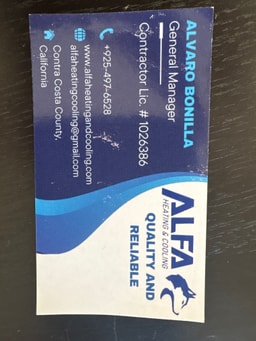 ALVARO BONILLA
General Manager
Contractor Lic. # 1026386
+925-497-6528
www.alfaheatingandcooling.com
alfaheatingcooling@gmail.com
Contra Costa County,
California
ALFA
HEATING & COOLING
QUALITY AND
RELIABLE